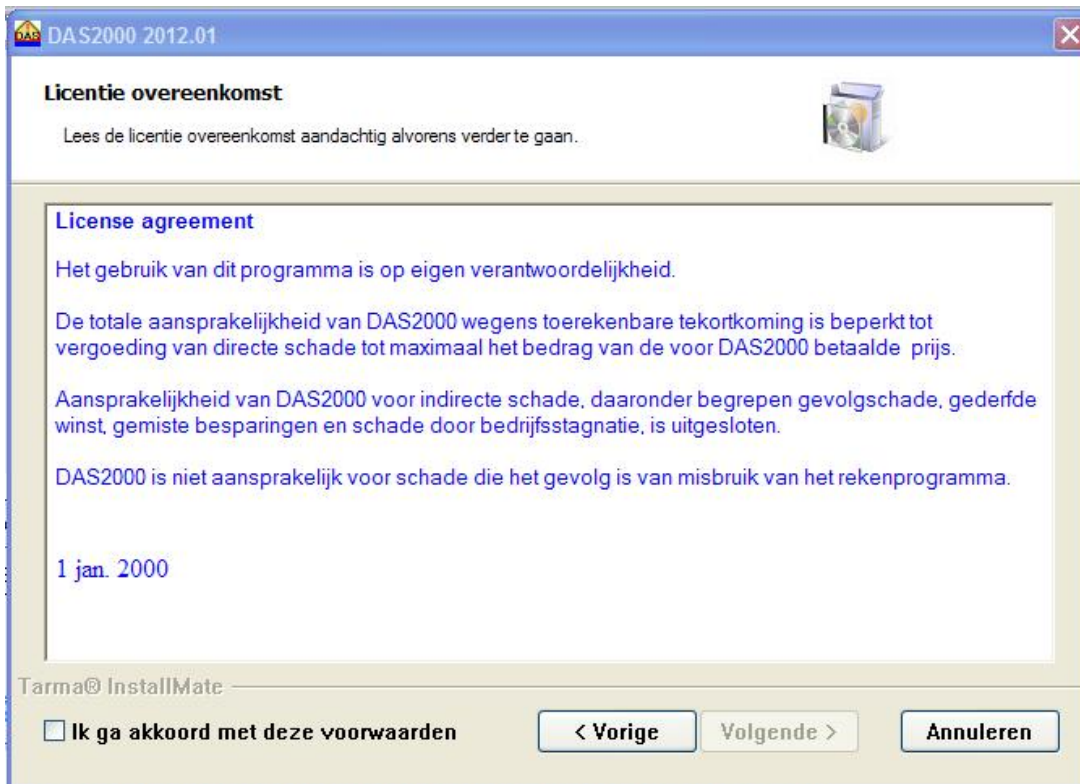 DAS
DAS2000 2012.01
Licentie overeenkomst
Lees de licentie overeenkomst aandachtig alvorens verder te gaan.
License agreement
Het gebruik van dit programma is op eigen verantwoordelijkheid.
De totale aansprakelijkheid van DAS2000 wegens toerekenbare tekortkoming is beperkt tot
vergoeding van directe schade tot maximaal het bedrag van de voor DAS2000 betaalde  prijs.
Aansprakelijkheid van DAS2000 voor indirecte schade, daaronder begrepen gevolgschade, gederfde
winst, gemiste besparingen en schade door bedrijfsstagnatie, is uitgesloten.
DAS2000 is niet aansprakelijk voor schade die het gevolg is van misbruik van het rekenprogramma.
1 jan. 2000
Tarma® InstallMate
Ik ga akkoord met deze voorwaarden
< Vorige
Volgende >
Annuleren